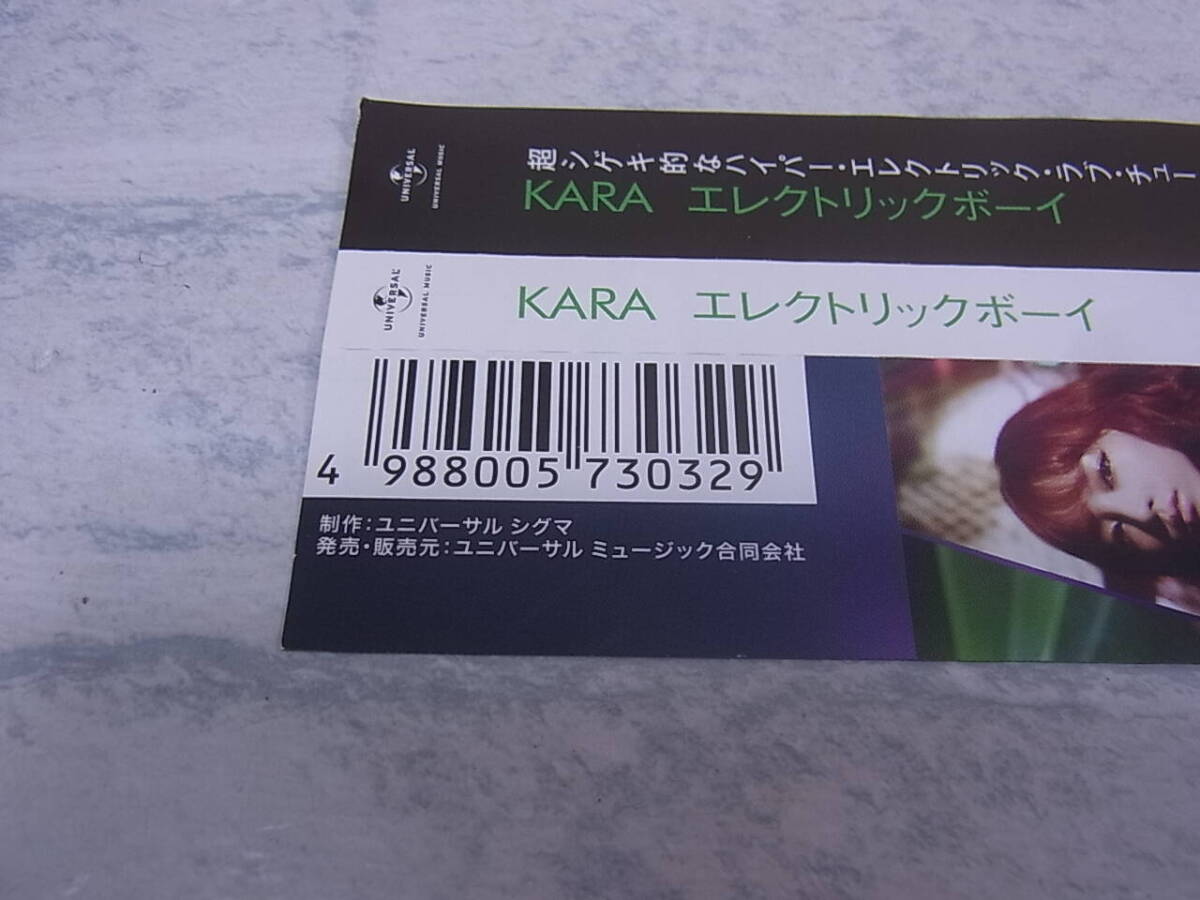 超シゲキ的なハイパー・エレクトリック・ラブ・チュー
KARA エレクトリックボーイ
UNIVERSAL
UNIVERSAL MUSIC
KARA エレクトリックボーイ
UNIVERSAL
UNIVERSAL MUSIC
4 988005 730329
制作:ユニバーサル シグマ
発売・販売元:ユニバーサル ミュージック合同会社